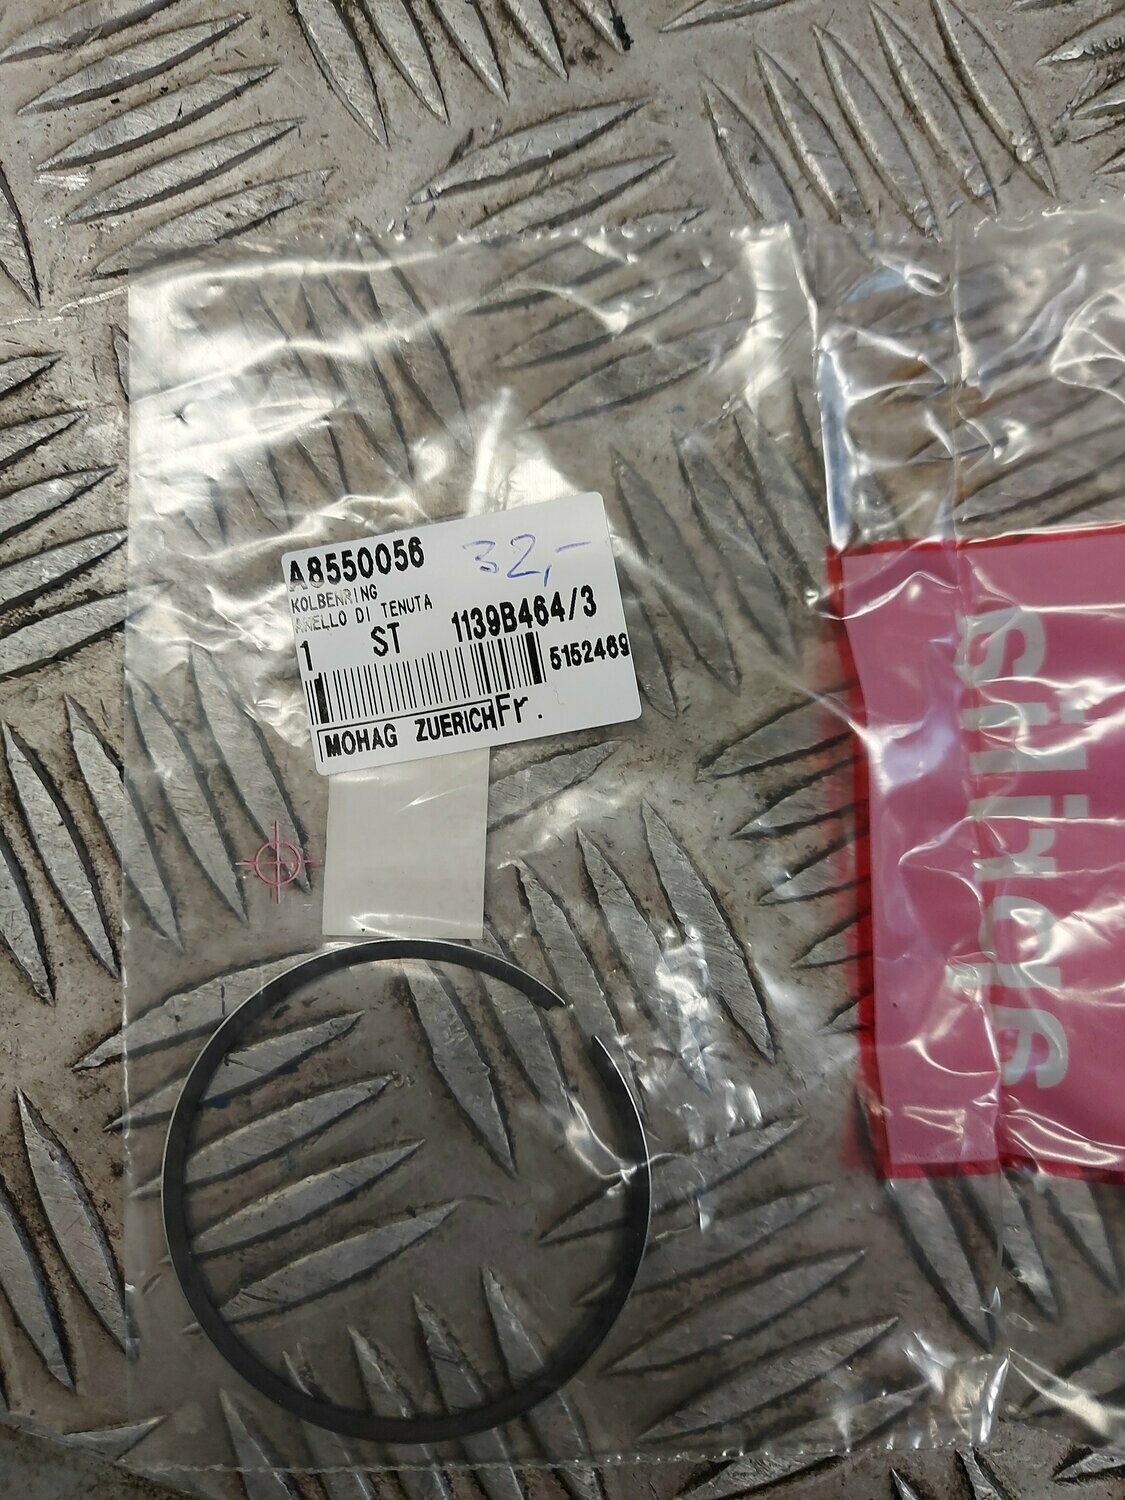 A8550056 32,-
KOLBENRING
ANELLO DI TENUTA
1 ST 1139B464/3
5152469
MOHAG ZUERICH Fr.